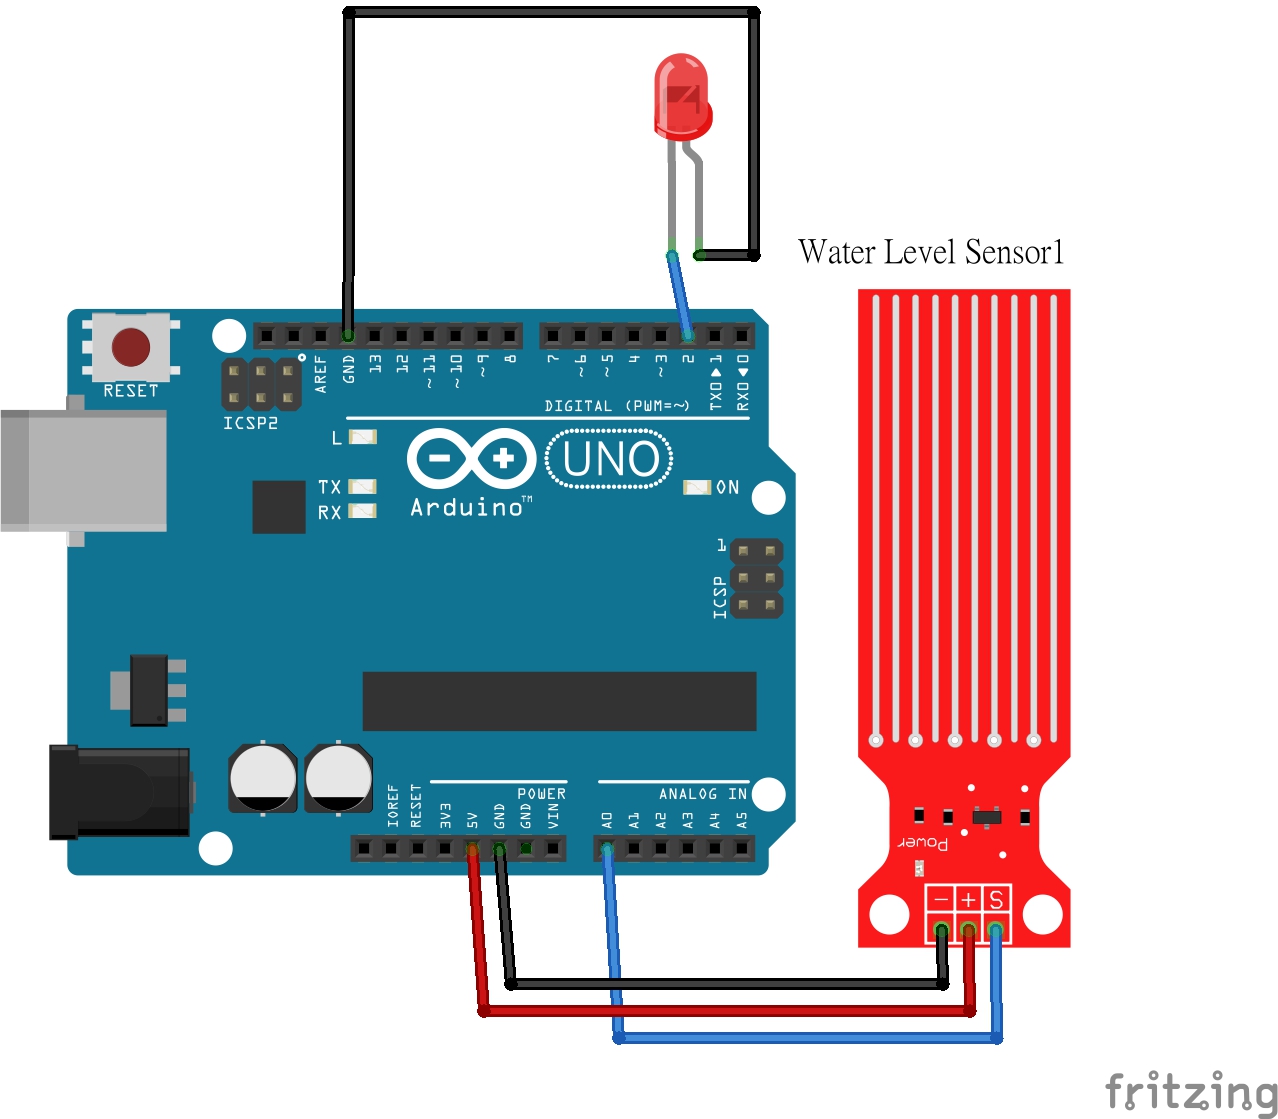 Water Level Sensor1
RESET
ICSP2
AREF
GND
13
12
~11
~10
~9
8
7
~6
~5
4
~3
2
TX0▶1
RX0◀0
DIGITAL (PWM=~)
L
TX
RX
- +
UNO
Arduino™
ON
1
ICSP
POWER
ANALOG IN
IOREF
RESET
3V3
5V
GND
GND
VIN
A0
A1
A2
A3
A4
A5
Power
- + S
fritzing